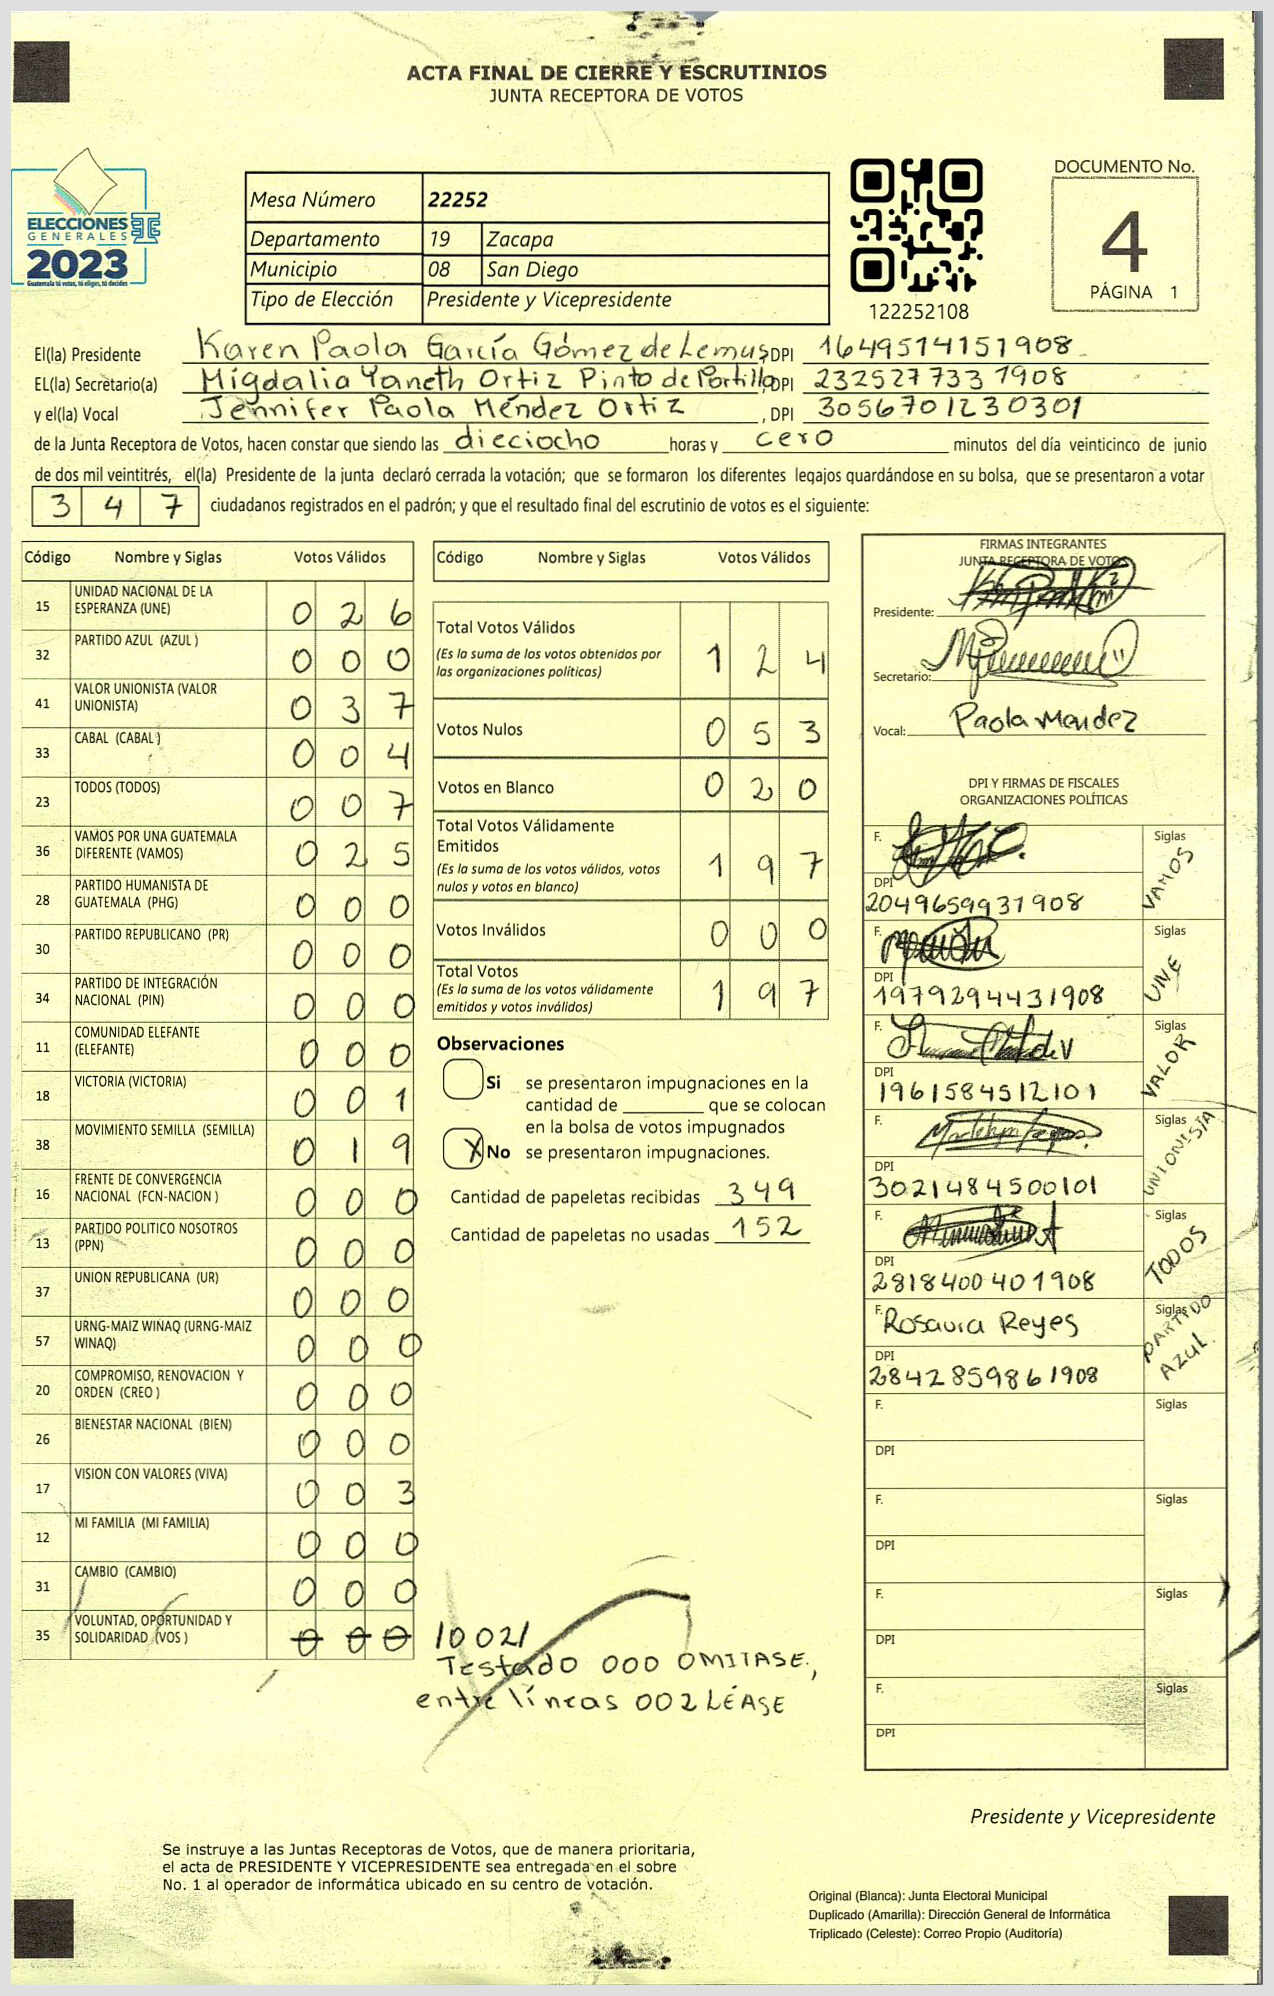 ACTA FINAL DE CIERRE Y ESCRUTINIOS
JUNTA RECEPTORA DE VOTOS
ELECCIONES
GENERALES
2023
Guatemala tú votas, tú eliges, tú decides
Mesa Número 22252
Departamento 19 Zacapa
Municipio 08 San Diego
Tipo de Elección Presidente y Vicepresidente
122252108
DOCUMENTO No.
4
PÁGINA 1
El(la) Presidente Karen Paola García Gómez de Lemus, DPI 1649514151908
EL(la) Secretario(a) Migdalia Yaneth Ortiz Pinto de Portillo, DPI 2325277331908
y el(la) Vocal Jennifer Paola Méndez Ortiz, DPI 3056701230301
de la Junta Receptora de Votos, hacen constar que siendo las dieciocho horas y cero minutos del día veinticinco de junio
de dos mil veintitrés, el(la) Presidente de la junta declaró cerrada la votación; que se formaron los diferentes legajos quardándose en su bolsa, que se presentaron a votar
3 4 7 ciudadanos registrados en el padrón; y que el resultado final del escrutinio de votos es el siguiente:
Código Nombre y Siglas Votos Válidos
15 UNIDAD NACIONAL DE LA
ESPERANZA (UNE) 0 2 6
32 PARTIDO AZUL (AZUL ) 0 0 0
41 VALOR UNIONISTA (VALOR
UNIONISTA) 0 3 7
33 CABAL (CABAL ) 0 0 4
23 TODOS (TODOS) 0 0 7
36 VAMOS POR UNA GUATEMALA
DIFERENTE (VAMOS) 0 2 5
28 PARTIDO HUMANISTA DE
GUATEMALA (PHG) 0 0 0
30 PARTIDO REPUBLICANO (PR) 0 0 0
34 PARTIDO DE INTEGRACIÓN
NACIONAL (PIN) 0 0 0
11 COMUNIDAD ELEFANTE
(ELEFANTE) 0 0 0
18 VICTORIA (VICTORIA) 0 0 1
38 MOVIMIENTO SEMILLA (SEMILLA) 0 1 9
16 FRENTE DE CONVERGENCIA
NACIONAL (FCN-NACION ) 0 0 0
13 PARTIDO POLITICO NOSOTROS
(PPN) 0 0 0
37 UNION REPUBLICANA (UR) 0 0 0
57 URNG-MAIZ WINAQ (URNG-MAIZ
WINAQ) 0 0 0
20 COMPROMISO, RENOVACION Y
ORDEN (CREO ) 0 0 0
26 BIENESTAR NACIONAL (BIEN) 0 0 0
17 VISION CON VALORES (VIVA) 0 0 3
12 MI FAMILIA (MI FAMILIA) 0 0 0
31 CAMBIO (CAMBIO) 0 0 0
35 VOLUNTAD, OPORTUNIDAD Y
SOLIDARIDAD (VOS ) 0 0 0 /002/
Testado 000 OMITASE,
entre líneas 002 LÉASE
Código Nombre y Siglas Votos Válidos
Total Votos Válidos
(Es la suma de los votos obtenidos por
las organizaciones políticas) 1 2 4
Votos Nulos 0 5 3
Votos en Blanco 0 2 0
Total Votos Válidamente
Emitidos
(Es la suma de los votos válidos, votos
nulos y votos en blanco) 1 9 7
Votos Inválidos 0 0 0
Total Votos
(Es la suma de los votos válidamente
emitidos y votos inválidos) 1 9 7
Observaciones
Si se presentaron impugnaciones en la
cantidad de ________ que se colocan
en la bolsa de votos impugnados
X No se presentaron impugnaciones.
Cantidad de papeletas recibidas 349
Cantidad de papeletas no usadas 152
FIRMAS INTEGRANTES
JUNTA RECEPTORA DE VOTOS
Presidente:
Secretario:
Vocal: Paola Mendez
DPI Y FIRMAS DE FISCALES
ORGANIZACIONES POLÍTICAS
F. Siglas VAMOS
DPI 2049659931908
F. Siglas UNE
DPI 1979294431908
F. Siglas VALOR
DPI 1961584512101
F. Siglas UNIONISTA
DPI 3021484500101
F. Siglas TODOS
DPI 2818400401908
F. Rosaura Reyes Siglas PARTIDO AZUL
DPI 2842859861908
F. Siglas
DPI
F. Siglas
DPI
F. Siglas
DPI
F. Siglas
DPI
Presidente y Vicepresidente
Se instruye a las Juntas Receptoras de Votos, que de manera prioritaria,
el acta de PRESIDENTE Y VICEPRESIDENTE sea entregada en el sobre
No. 1 al operador de informática ubicado en su centro de votación.
Original (Blanca): Junta Electoral Municipal
Duplicado (Amarilla): Dirección General de Informática
Triplicado (Celeste): Correo Propio (Auditoría)